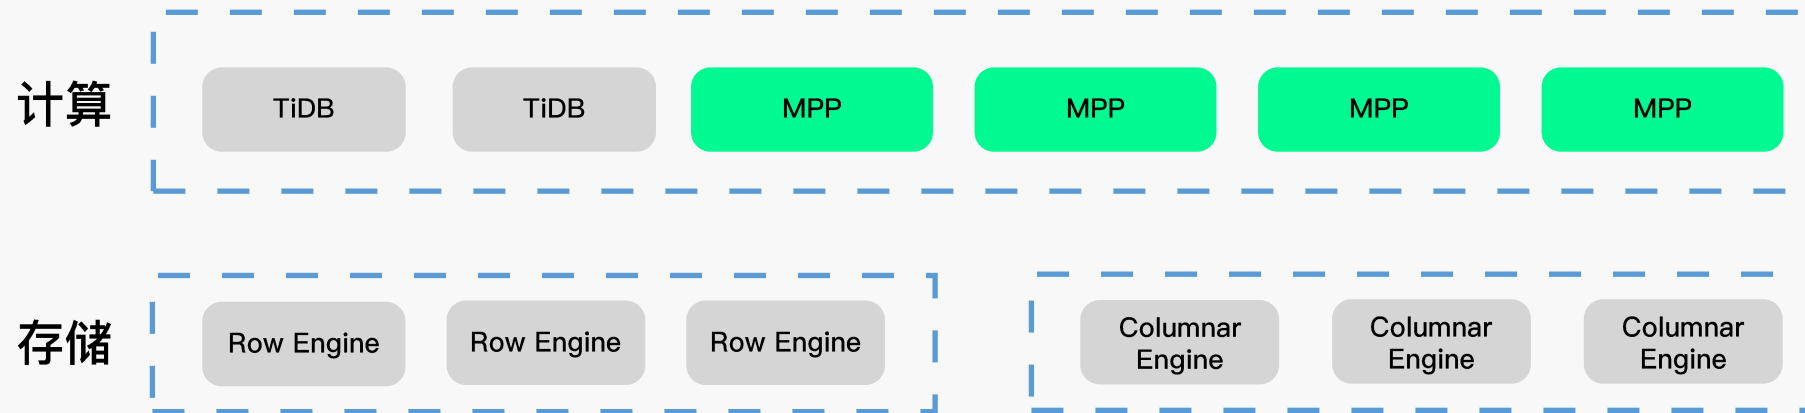 计算
TiDB
TiDB
MPP
MPP
MPP
MPP
存储
Row Engine
Row Engine
Row Engine
Columnar
Engine
Columnar
Engine
Columnar
Engine